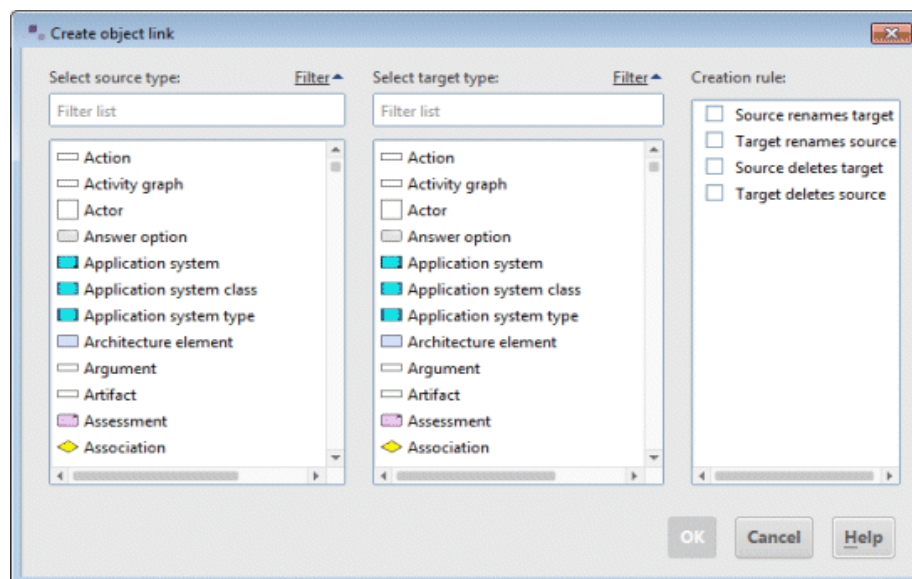 Create object link
Select source type:
Filter
Filter list
Action
Activity graph
Actor
Answer option
Application system
Application system class
Application system type
Architecture element
Argument
Artifact
Assessment
Association
Select target type:
Filter
Filter list
Action
Activity graph
Actor
Answer option
Application system
Application system class
Application system type
Architecture element
Argument
Artifact
Assessment
Association
Creation rule:
Source renames target
Target renames source
Source deletes target
Target deletes source
OK
Cancel
Help